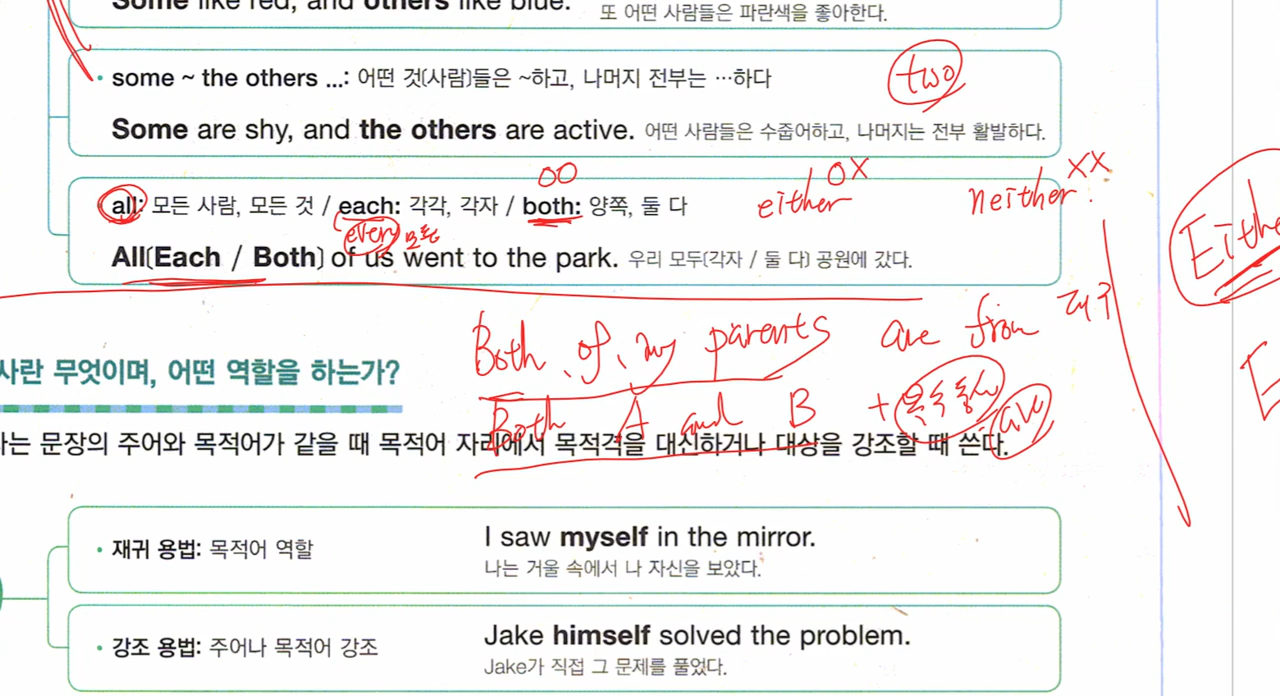 Some like red, and others like blue. 또 어떤 사람들은 파란색을 좋아한다.
• some ~ the others ...: 어떤 것(사람)들은 ~하고, 나머지 전부는 …하다
two
Some are shy, and the others are active. 어떤 사람들은 수줍어하고, 나머지는 전부 활발하다.
OO
OX
XX
all: 모든 사람, 모든 것 / each: 각각, 각자 / both: 양쪽, 둘 다
either
neither
every 모든
All(Each / Both) of us went to the park. 우리 모두(각자 / 둘 다) 공원에 갔다.
Eithe
Both of my parents are from 대구
사란 무엇이며, 어떤 역할을 하는가?
Both A and B + 복수동사
are
는 문장의 주어와 목적어가 같을 때 목적어 자리에서 목적격을 대신하거나 대상을 강조할 때 쓴다.
E
• 재귀 용법: 목적어 역할
I saw myself in the mirror.
나는 거울 속에서 나 자신을 보았다.
• 강조 용법: 주어나 목적어 강조
Jake himself solved the problem.
Jake가 직접 그 문제를 풀었다.